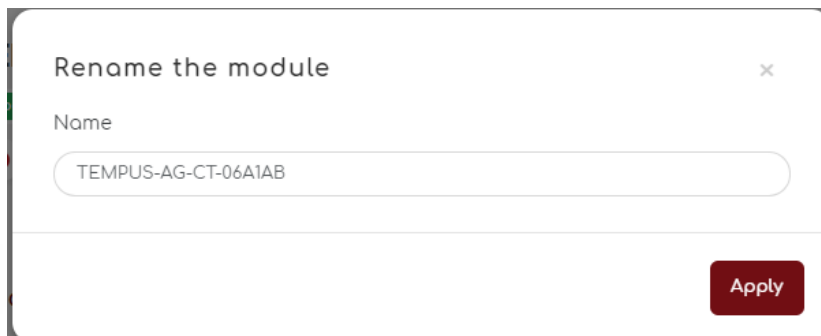 Rename the module
×
Name
TEMPUS-AG-CT-06A1AB
Apply